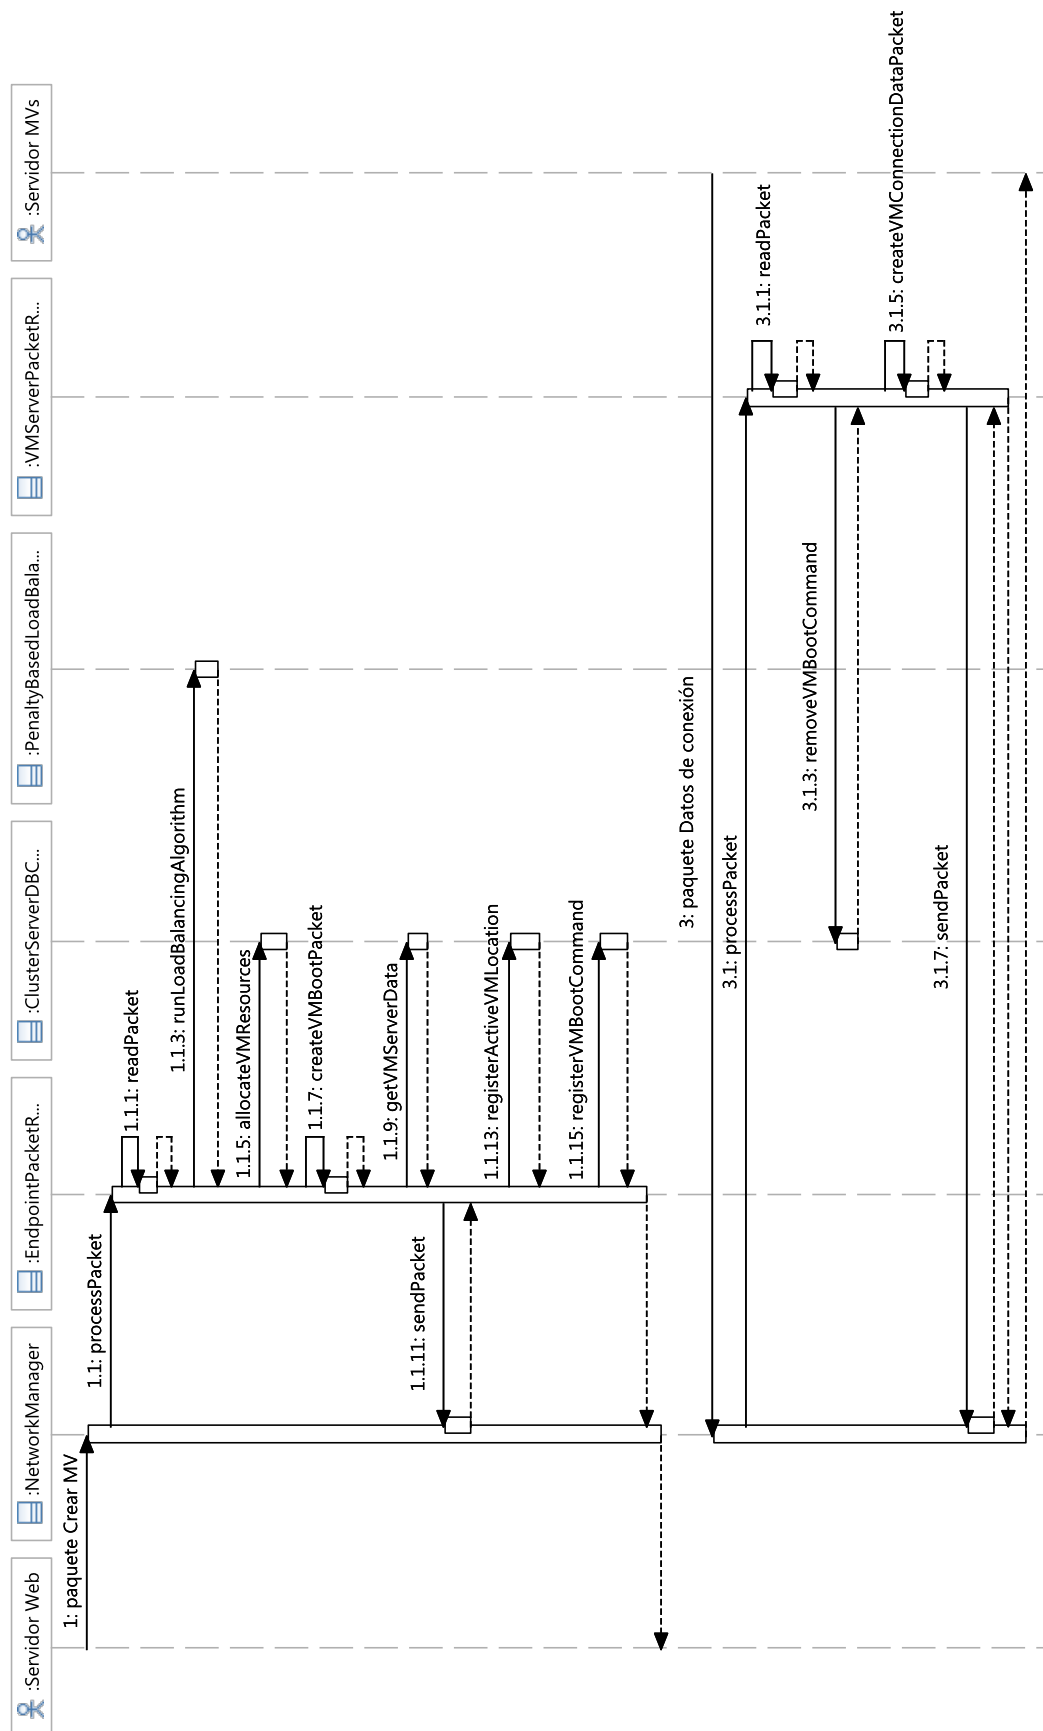 :Servidor Web
:NetworkManager
:EndpointPacketR...
:ClusterServerDBC...
:PenaltyBasedLoadBala...
:VMServerPacketR...
:Servidor MVs
1: paquete Crear MV
1.1: processPacket
1.1.1: readPacket
1.1.3: runLoadBalancingAlgorithm
1.1.5: allocateVMResources
1.1.7: createVMBootPacket
1.1.9: getVMServerData
1.1.11: sendPacket
1.1.13: registerActiveVMLocation
1.1.15: registerVMBootCommand
3: paquete Datos de conexión
3.1: processPacket
3.1.1: readPacket
3.1.3: removeVMBootCommand
3.1.5: createVMConnectionDataPacket
3.1.7: sendPacket